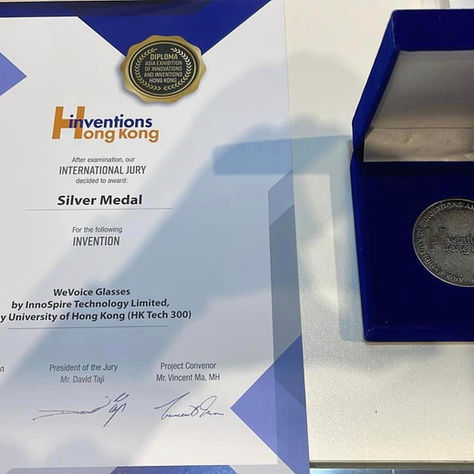 DIPLOMA
ASIA EXHIBITION
OF INNOVATIONS
AND INVENTIONS
HONG KONG
inventions
Hong Kong
After examination, our
INTERNATIONAL JURY
decided to award:
Silver Medal
For the following
INVENTION
WeVoice Glasses
by InnoSpire Technology Limited,
y University of Hong Kong (HK Tech 300)
President of the Jury
Mr. David Taji
Project Convenor
Mr. Vincent Ma, MH